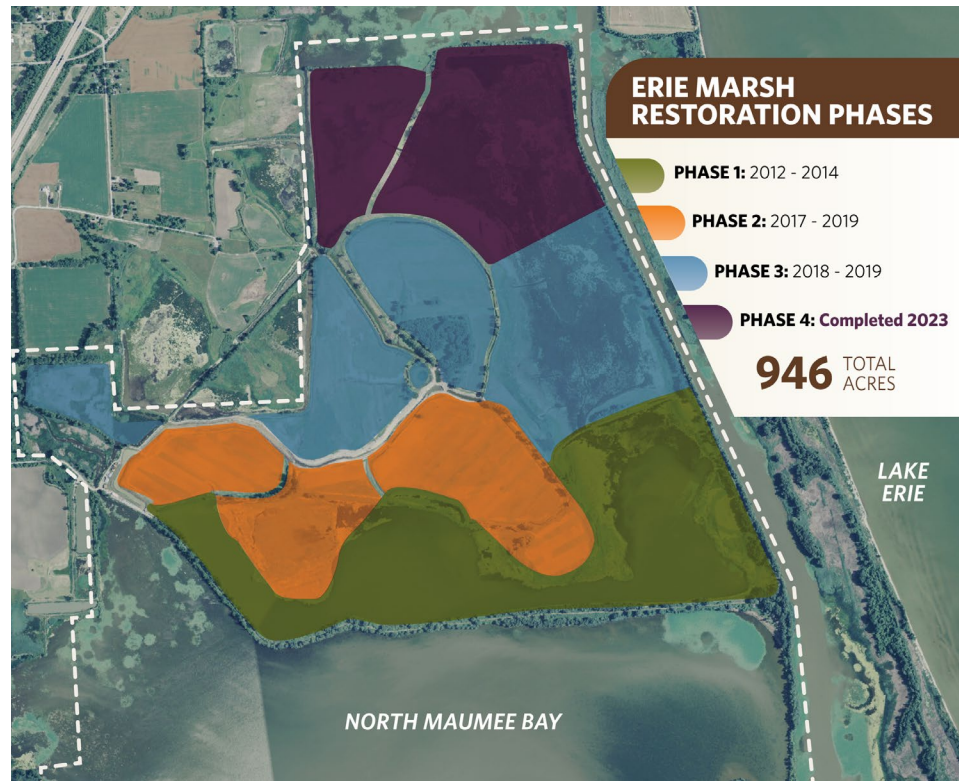 ERIE MARSH
RESTORATION PHASES
PHASE 1: 2012 - 2014
PHASE 2: 2017 - 2019
PHASE 3: 2018 - 2019
PHASE 4: Completed 2023
946 TOTAL
ACRES
LAKE
ERIE
NORTH MAUMEE BAY